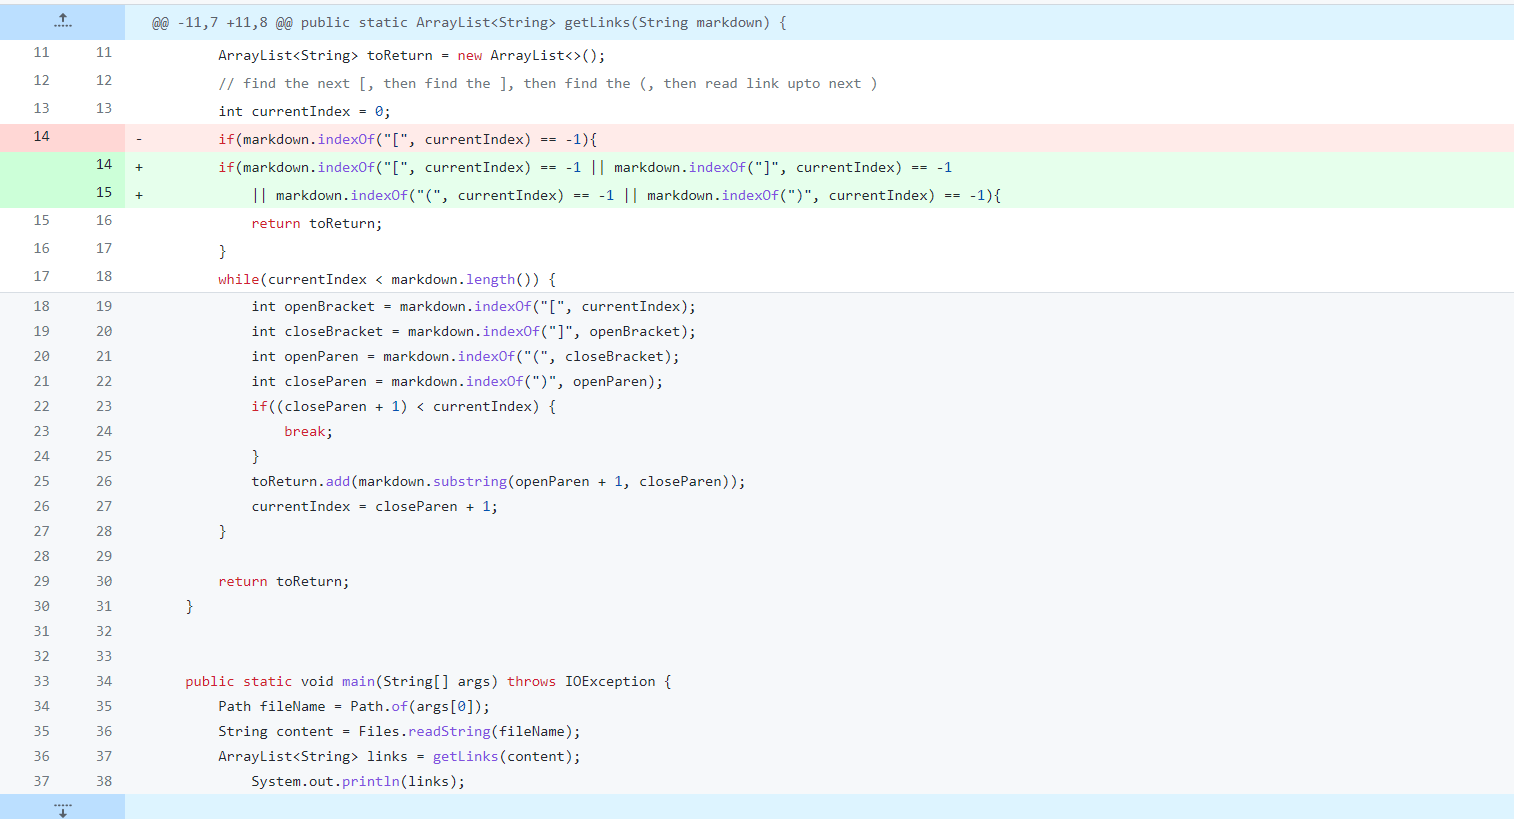 @@ -11,7 +11,8 @@ public static ArrayList<String> getLinks(String markdown) {
11 11 ArrayList<String> toReturn = new ArrayList<>();
12 12 // find the next [, then find the ], then find the (, then read link upto next )
13 13 int currentIndex = 0;
14 - if(markdown.indexOf("[", currentIndex) == -1){
14 + if(markdown.indexOf("[", currentIndex) == -1 || markdown.indexOf("]", currentIndex) == -1
15 + || markdown.indexOf("(", currentIndex) == -1 || markdown.indexOf(")", currentIndex) == -1){
15 16 return toReturn;
16 17 }
17 18 while(currentIndex < markdown.length()) {
18 19 int openBracket = markdown.indexOf("[", currentIndex);
19 20 int closeBracket = markdown.indexOf("]", openBracket);
20 21 int openParen = markdown.indexOf("(", closeBracket);
21 22 int closeParen = markdown.indexOf(")", openParen);
22 23 if((closeParen + 1) < currentIndex) {
23 24 break;
24 25 }
25 26 toReturn.add(markdown.substring(openParen + 1, closeParen));
26 27 currentIndex = closeParen + 1;
27 28 }
28 29
29 30 return toReturn;
30 31 }
31 32
32 33
33 34 public static void main(String[] args) throws IOException {
34 35 Path fileName = Path.of(args[0]);
35 36 String content = Files.readString(fileName);
36 37 ArrayList<String> links = getLinks(content);
37 38 System.out.println(links);